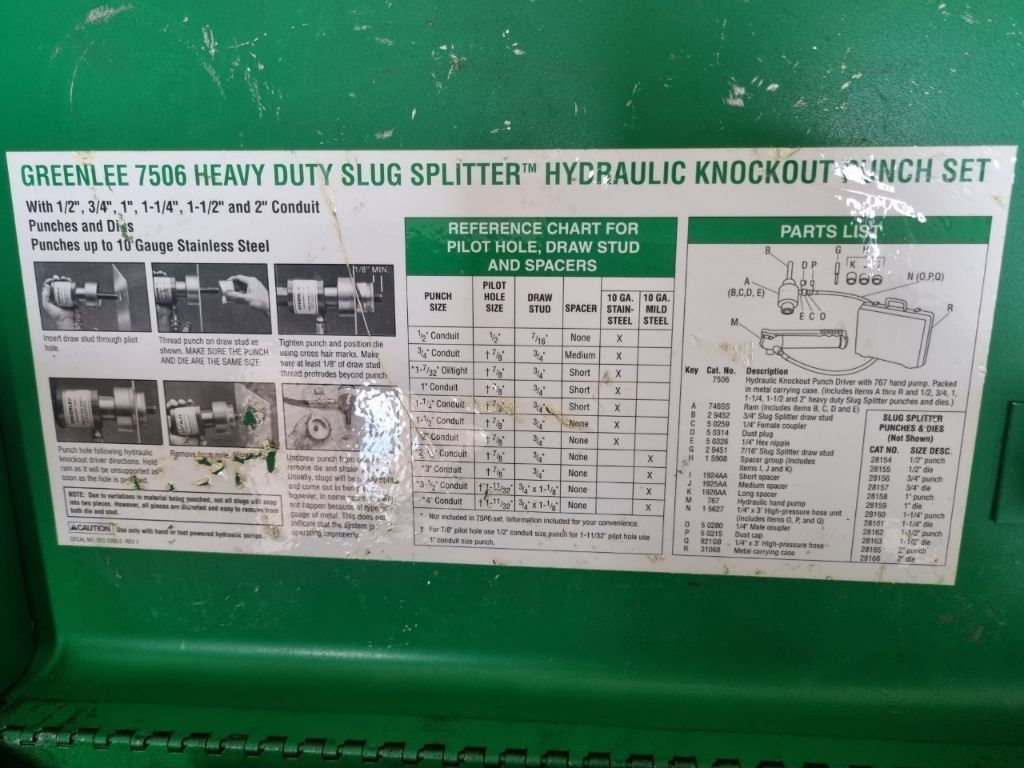 GREENLEE 7506 HEAVY DUTY SLUG SPLITTER™ HYDRAULIC KNOCKOUT PUNCH SET
With 1/2", 3/4", 1", 1-1/4", 1-1/2" and 2" Conduit
Punches and Dies
Punches up to 10 Gauge Stainless Steel
1/8" MIN.
Insert draw stud through pilot
hole.
Thread punch on draw stud as
shown. MAKE SURE THE PUNCH
AND DIE ARE THE SAME SIZE.
Tighten punch and position die
using cross hair marks. Make
sure at least 1/8" of draw stud
thread protrudes beyond punch.
Punch hole following hydraulic
knockout driver directions. Hold
ram as it will be unsupported as
soon as the hole is punched.
Remove from hole.
Unscrew punch from
remove die and shake
Usually, slugs will be split
and come out in two
however, in some
not happen because of type or
gauge of metal. This does not
indicate that the system is
operating improperly.
NOTE: Due to variations in material being punched, not all slugs will snap
into two pieces. However, all pieces are distorted and easy to remove from
both die and stud.
⚠CAUTION Use only with hand or foot powered hydraulic pumps.
REFERENCE CHART FOR
PILOT HOLE, DRAW STUD
AND SPACERS
PUNCH SIZE PILOT HOLE SIZE DRAW STUD SPACER 10 GA. STAIN- STEEL 10 GA. MILD STEEL
1/2" Conduit 1/2" 7/16" None X
3/4" Conduit † 7/8" 3/4" Medium X
*1-7/32" Oiltight † 7/8" 3/4" Short X
1" Conduit † 7/8" 3/4" Short X
1-1/4" Conduit † 7/8" 3/4" Short X
1-1/2" Conduit † 7/8" 3/4" None X
2" Conduit † 7/8" 3/4" None X
*2-1/2" Conduit † 7/8" 3/4" None X
*3" Conduit † 7/8" 3/4" None X
*3-1/2" Conduit †1-11/32" 3/4" x 1-1/8" None X
*4" Conduit †1-11/32" 3/4" x 1-1/8" None X
* Not included in 7506 set. Information included for your convenience.
† For 7/8" pilot hole use 1/2" conduit size punch for 1-11/32" pilot hole use
1" conduit size punch.
PARTS LIST
B
G
H
D P
K
N (O,P,Q)
A
(B,C,D, E)
E C O
R
M
Key Cat. No. Description
7506 Hydraulic Knockout Punch Driver with 767 hand pump. Packed
in metal carrying case. (Includes items A thru R and 1/2, 3/4, 1,
1-1/4, 1-1/2 and 2" heavy duty Slug Splitter punches and dies.)
A 746SS Ram (includes items B, C, D and E)
B 2 9452 3/4" Slug Splitter draw stud
C 5 0259 1/4" Female coupler
D 5 0314 Dust plug
E 5 0326 1/4" Hex nipple
G 2 9451 7/16" Slug Splitter draw stud
H 1 5908 Spacer group (includes
items I, J and K)
I 1924AA Short spacer
J 1925AA Medium spacer
K 1926AA Long spacer
M 767 Hydraulic hand pump
N 1 5627 1/4" x 3' High-pressure hose unit
(includes items O, P, and Q)
O 5 0280 1/4" Male coupler
P 5 0315 Dust cap
Q 921GB 1/4" x 3' High-pressure hose
R 31068 Metal carrying case
SLUG SPLITTER
PUNCHES & DIES
(Not Shown)
CAT NO. SIZE DESC.
28154 1/2" punch
28155 1/2" die
28156 3/4" punch
28157 3/4" die
28158 1" punch
28159 1" die
28160 1-1/4" punch
28161 1-1/4" die
28162 1-1/2" punch
28163 1-1/2" die
28165 2" punch
28166 2" die